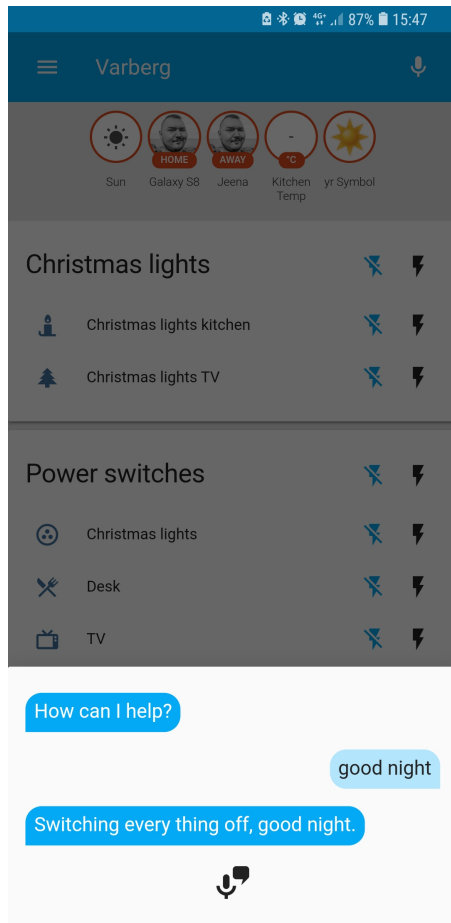 4G+ 87% 15:47
Varberg
HOME AWAY - °C
Sun Galaxy S8 Jeena Kitchen Temp yr Symbol
Christmas lights
Christmas lights kitchen
Christmas lights TV
Power switches
Christmas lights
Desk
TV
How can I help?
good night
Switching every thing off, good night.